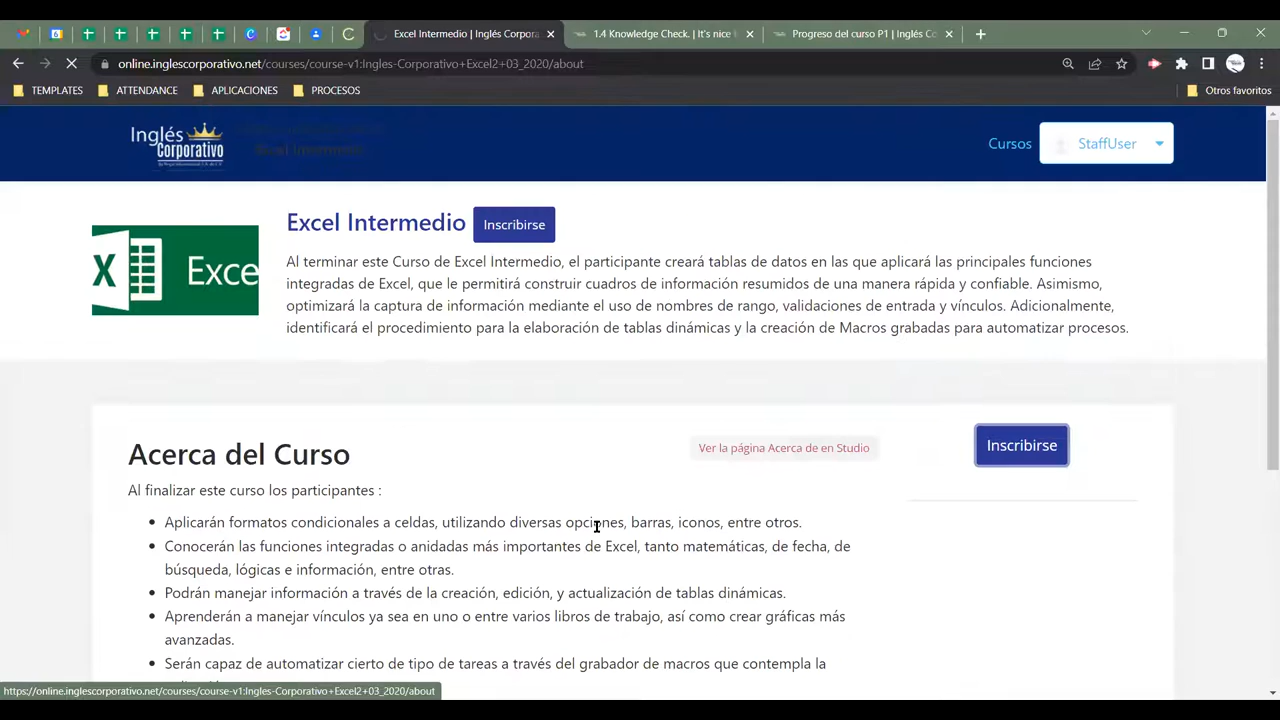 Excel Intermedio | Inglés Corpora
1.4 Knowledge Check. | It's nice
Progreso del curso P1 | Inglés Co
online.inglescorporativo.net/courses/course-v1:Ingles-Corporativo+Excel2+03_2020/about
TEMPLATES
ATTENDANCE
APLICACIONES
PROCESOS
Otros favoritos
Inglés
Corporativo
Excel Intermedio
Cursos
StaffUser
Excel Intermedio
Inscribirse
Exce
Al terminar este Curso de Excel Intermedio, el participante creará tablas de datos en las que aplicará las principales funciones
integradas de Excel, que le permitirá construir cuadros de información resumidos de una manera rápida y confiable. Asimismo,
optimizará la captura de información mediante el uso de nombres de rango, validaciones de entrada y vínculos. Adicionalmente,
identificará el procedimiento para la elaboración de tablas dinámicas y la creación de Macros grabadas para automatizar procesos.
Acerca del Curso
Ver la página Acerca de en Studio
Inscribirse
Al finalizar este curso los participantes :
Aplicarán formatos condicionales a celdas, utilizando diversas opciones, barras, iconos, entre otros.
Conocerán las funciones integradas o anidadas más importantes de Excel, tanto matemáticas, de fecha, de
búsqueda, lógicas e información, entre otras.
Podrán manejar información a través de la creación, edición, y actualización de tablas dinámicas.
Aprenderán a manejar vínculos ya sea en uno o entre varios libros de trabajo, así como crear gráficas más
avanzadas.
Serán capaz de automatizar cierto de tipo de tareas a través del grabador de macros que contempla la
https://online.inglescorporativo.net/courses/course-v1:Ingles-Corporativo+Excel2+03_2020/about